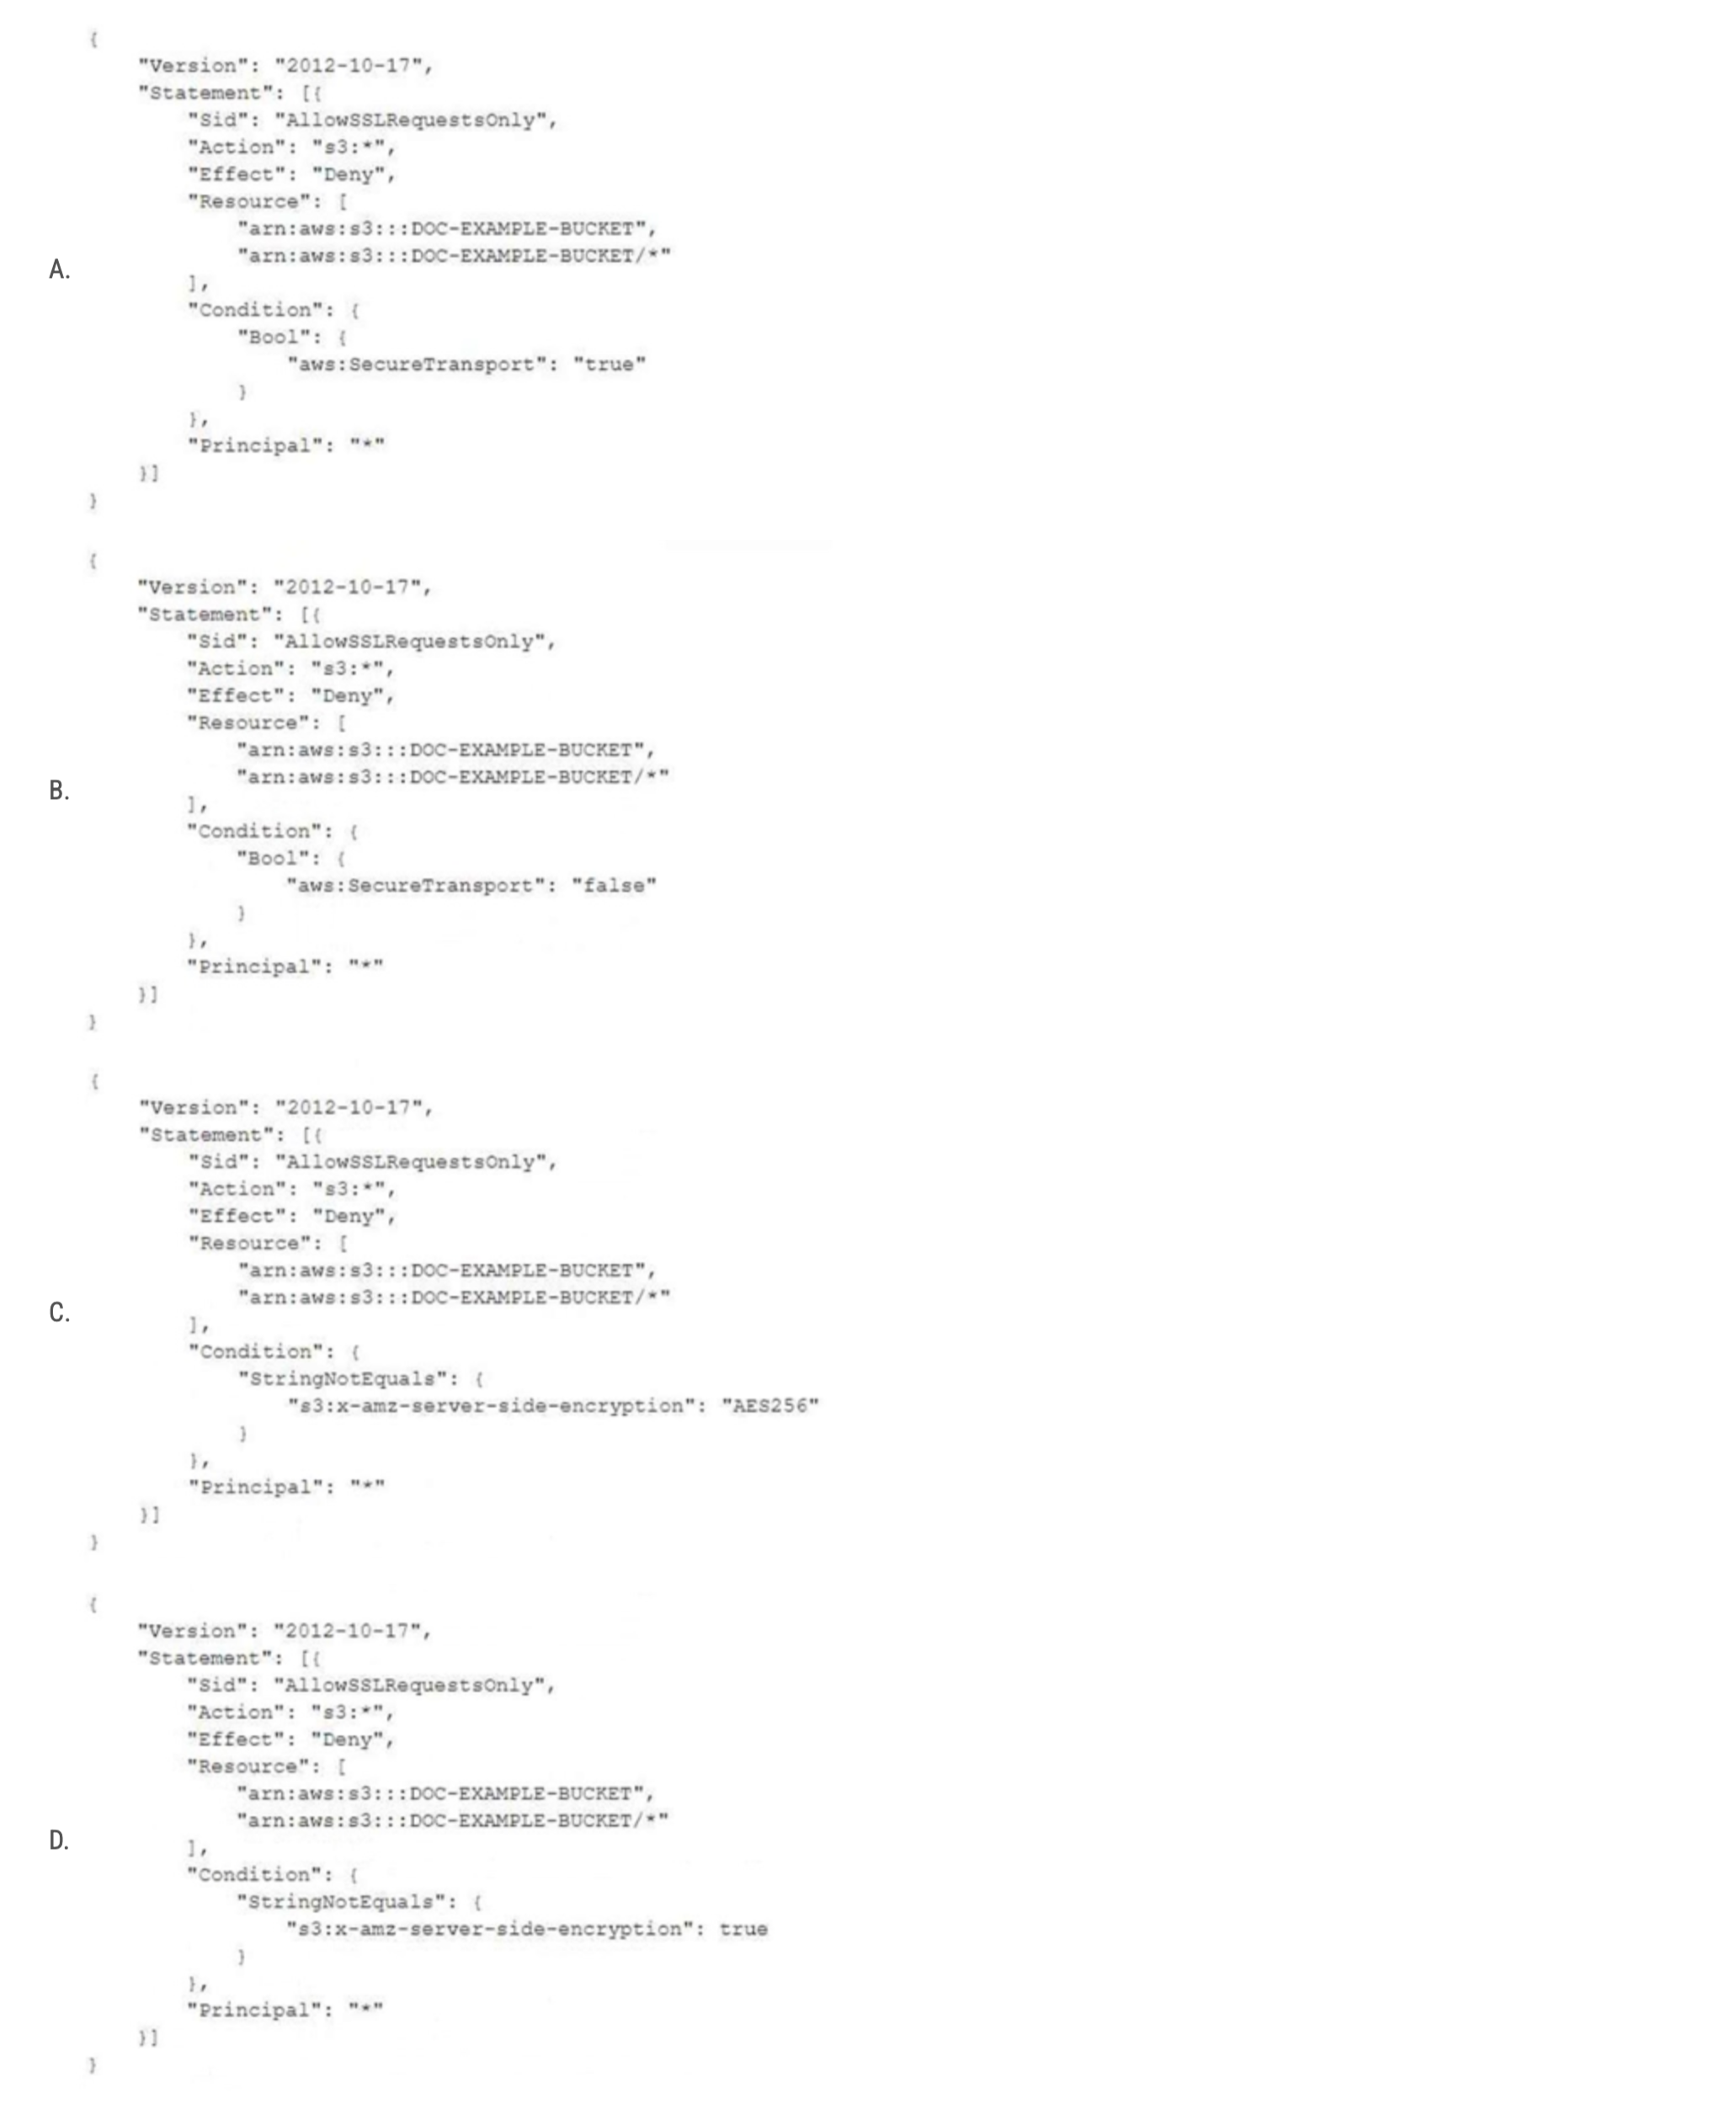 {
"Version": "2012-10-17",
"Statement": [{
"Sid": "AllowSSLRequestsOnly",
"Action": "s3:*",
"Effect": "Deny",
"Resource": [
"arn:aws:s3:::DOC-EXAMPLE-BUCKET",
"arn:aws:s3:::DOC-EXAMPLE-BUCKET/*"
A.
],
"Condition": {
"Bool": {
"aws:SecureTransport": "true"
}
},
"Principal": "*"
}]
}
{
"Version": "2012-10-17",
"Statement": [{
"Sid": "AllowSSLRequestsOnly",
"Action": "s3:*",
"Effect": "Deny",
"Resource": [
"arn:aws:s3:::DOC-EXAMPLE-BUCKET",
"arn:aws:s3:::DOC-EXAMPLE-BUCKET/*"
B.
],
"Condition": {
"Bool": {
"aws:SecureTransport": "false"
}
},
"Principal": "*"
}]
}
{
"Version": "2012-10-17",
"Statement": [{
"Sid": "AllowSSLRequestsOnly",
"Action": "s3:*",
"Effect": "Deny",
"Resource": [
"arn:aws:s3:::DOC-EXAMPLE-BUCKET",
"arn:aws:s3:::DOC-EXAMPLE-BUCKET/*"
C.
],
"Condition": {
"StringNotEquals": {
"s3:x-amz-server-side-encryption": "AES256"
}
},
"Principal": "*"
}]
}
{
"Version": "2012-10-17",
"Statement": [{
"Sid": "AllowSSLRequestsOnly",
"Action": "s3:*",
"Effect": "Deny",
"Resource": [
"arn:aws:s3:::DOC-EXAMPLE-BUCKET",
"arn:aws:s3:::DOC-EXAMPLE-BUCKET/*"
D.
],
"Condition": {
"StringNotEquals": {
"s3:x-amz-server-side-encryption": true
}
},
"Principal": "*"
}]
}